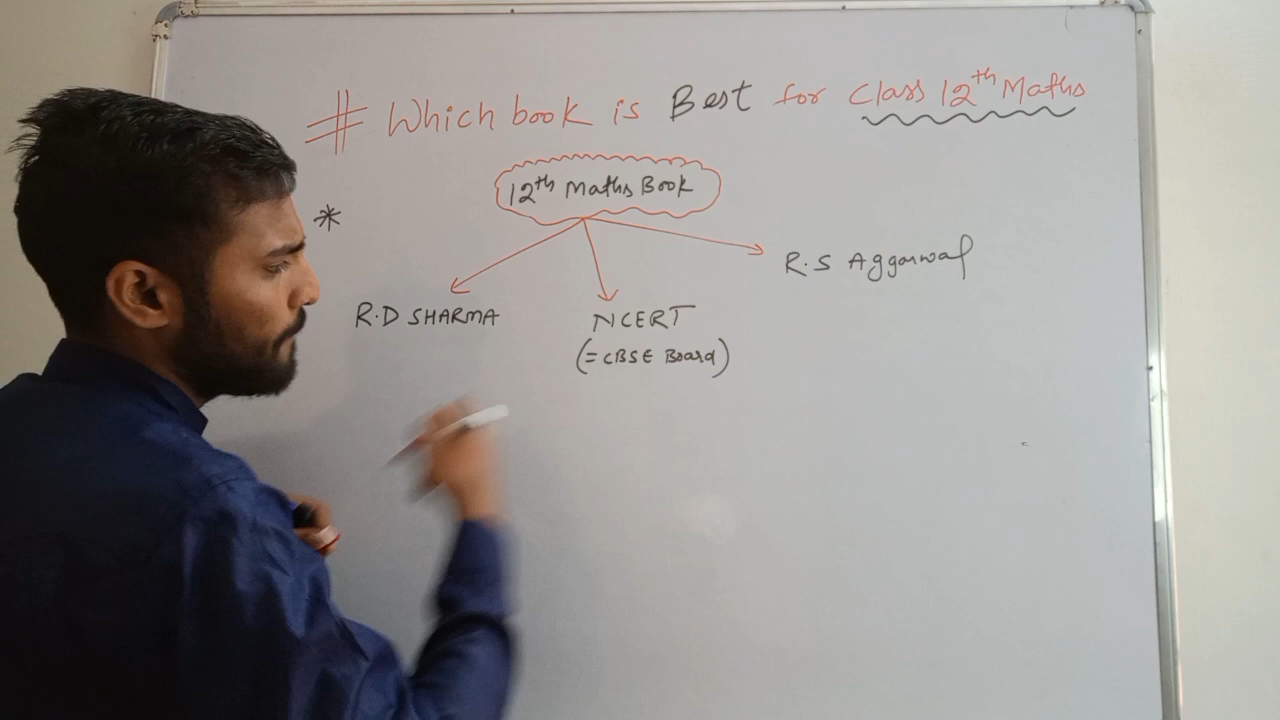 # Which book is Best for Class 12th Maths
12th Maths Book
*
R.S Aggarwal
R.D SHARMA
NCERT
(= CBSE Board)